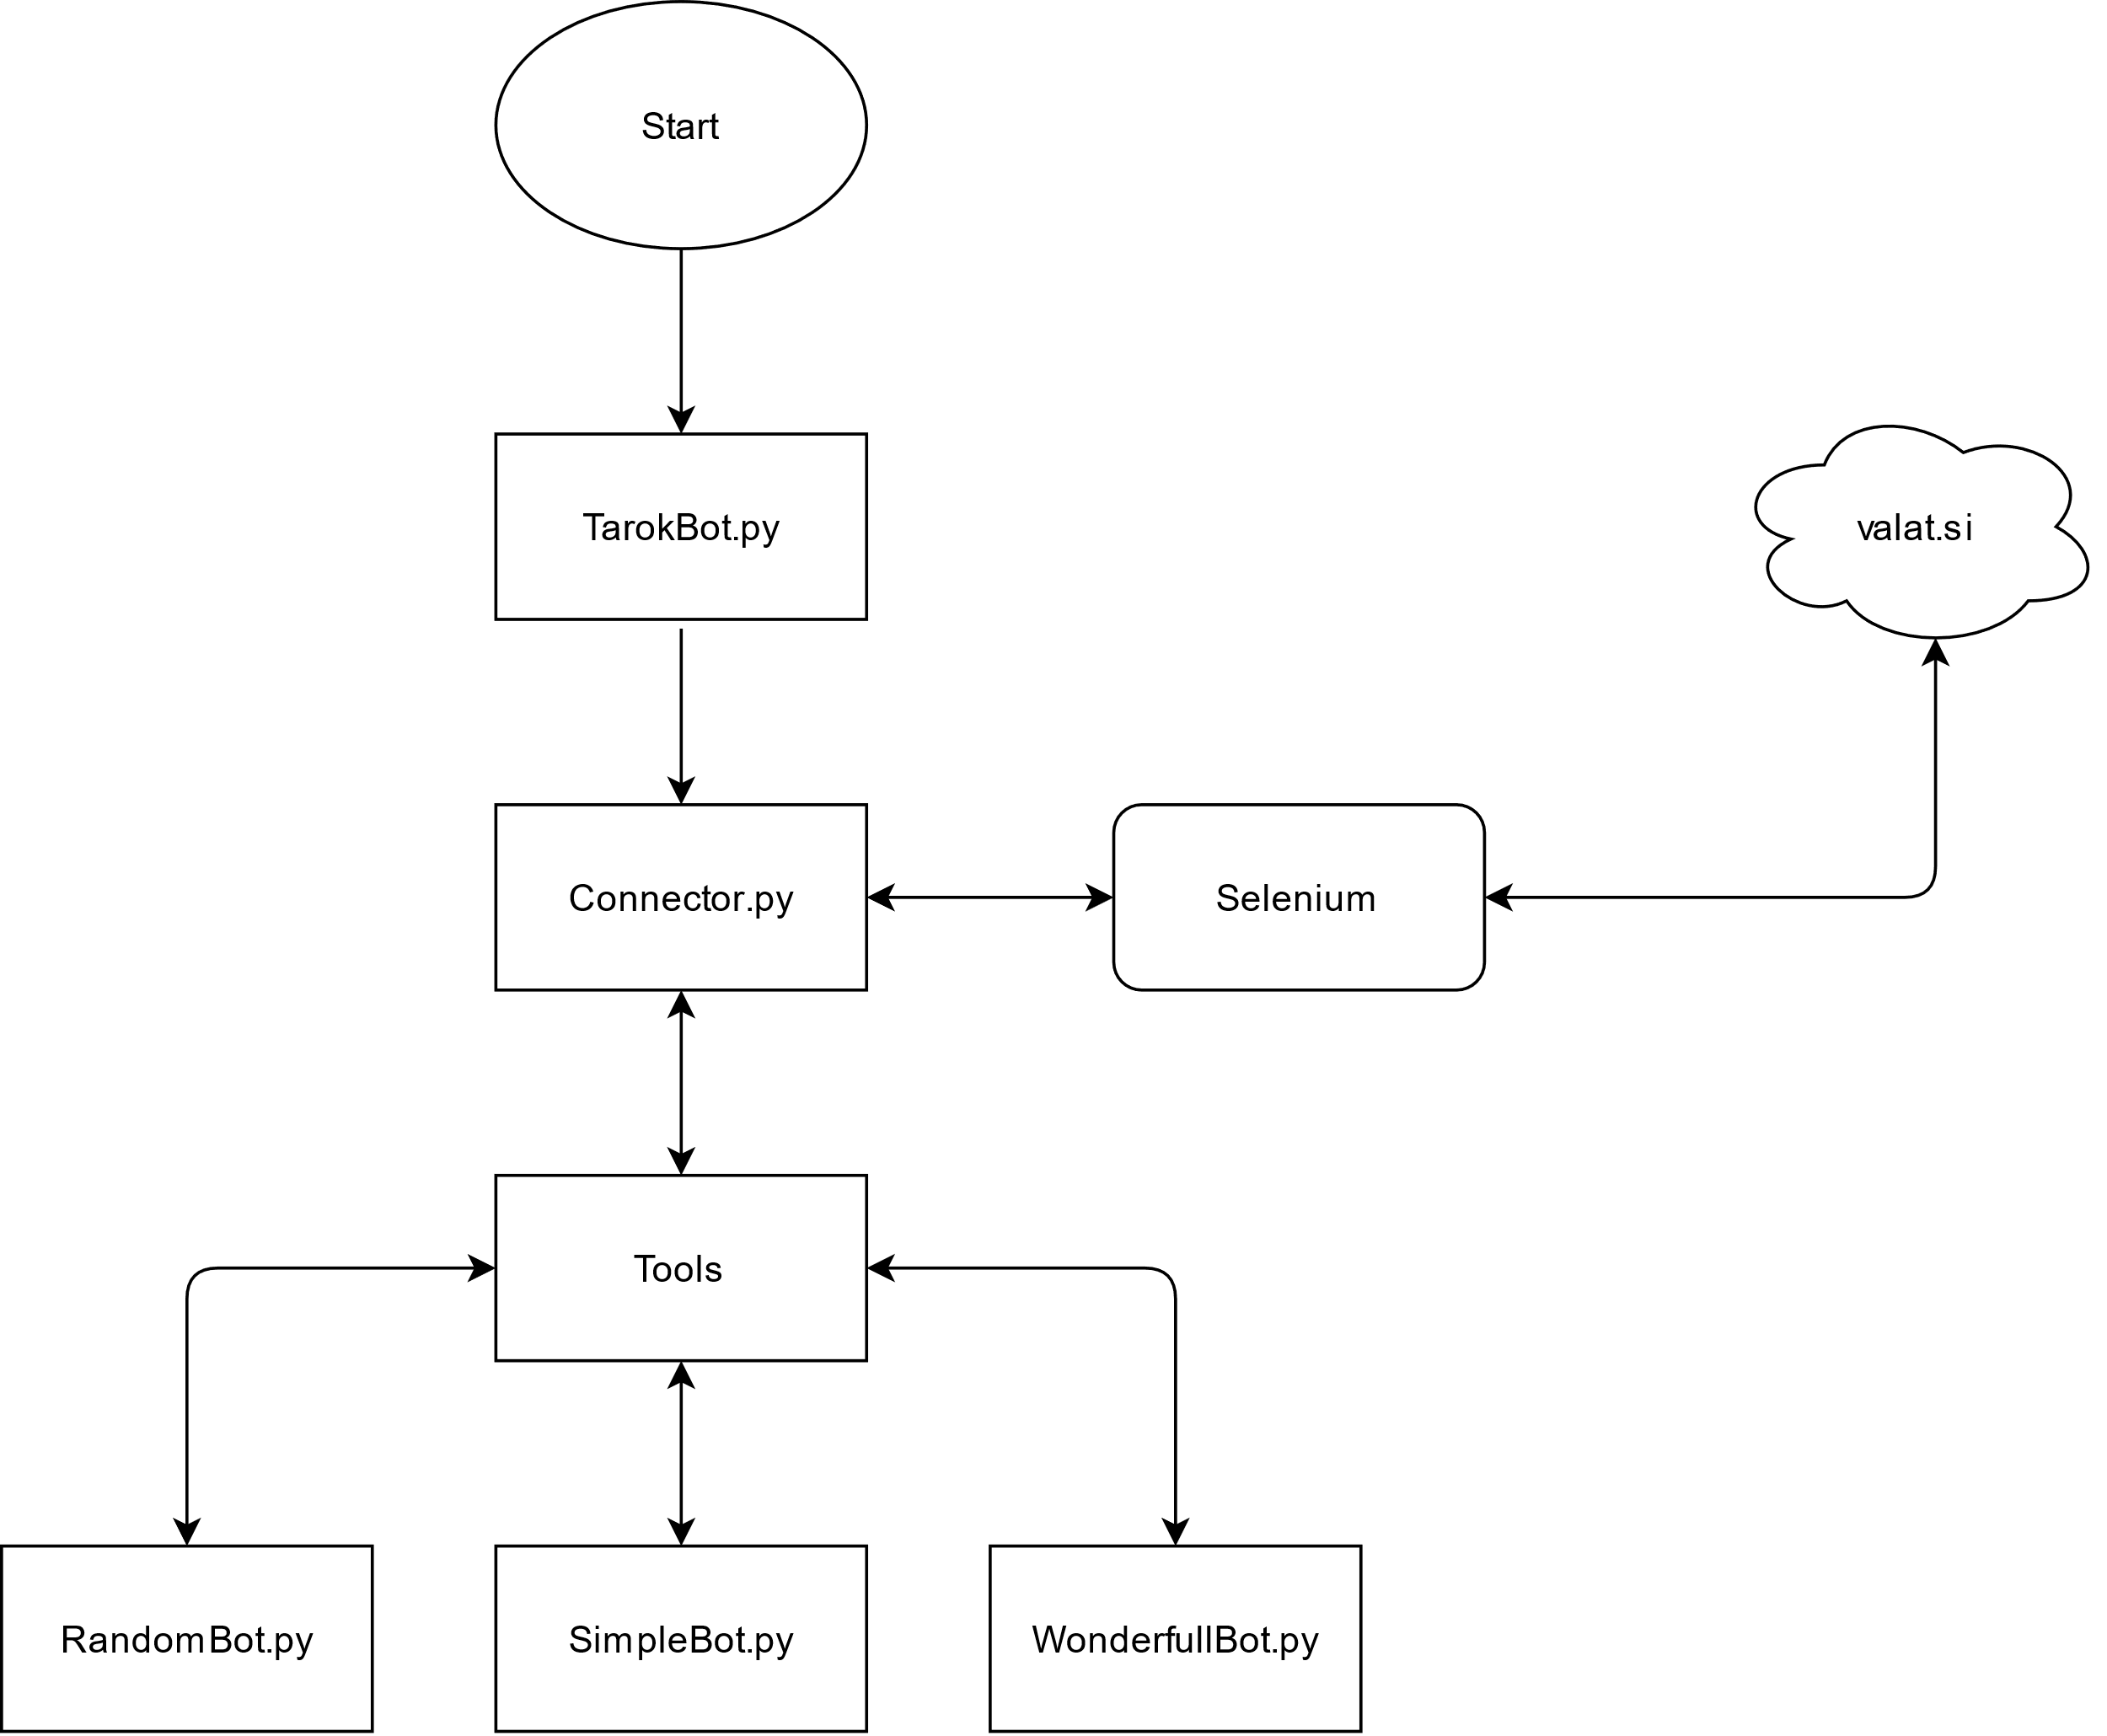 Start
TarokBot.py
valat.si
Connector.py
Selenium
Tools
RandomBot.py
SimpleBot.py
WonderfullBot.py